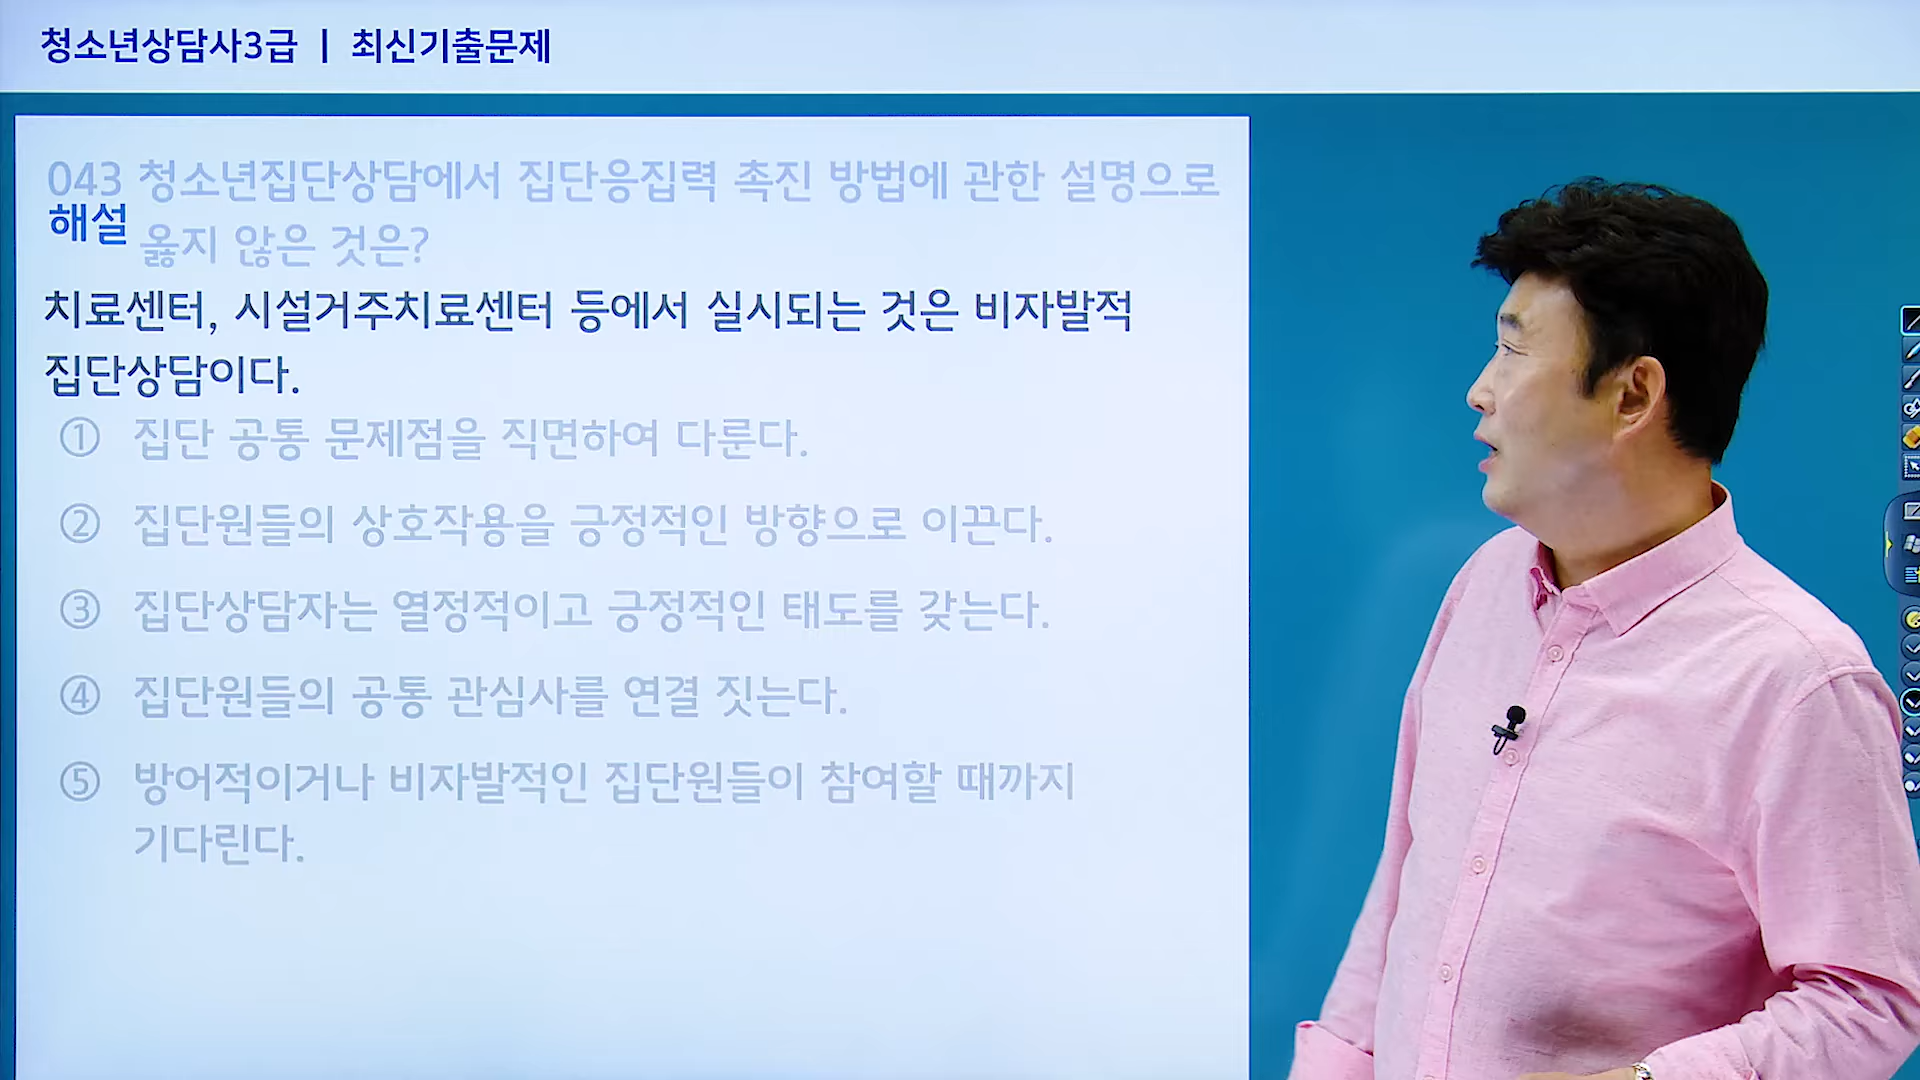 청소년상담사3급 | 최신기출문제
043 청소년집단상담에서 집단응집력 촉진 방법에 관한 설명으로
해설 옳지 않은 것은?
치료센터, 시설거주치료센터 등에서 실시되는 것은 비자발적
집단상담이다.
① 집단 공통 문제점을 직면하여 다룬다.
② 집단원들의 상호작용을 긍정적인 방향으로 이끈다.
③ 집단상담자는 열정적이고 긍정적인 태도를 갖는다.
④ 집단원들의 공통 관심사를 연결 짓는다.
⑤ 방어적이거나 비자발적인 집단원들이 참여할 때까지
기다린다.